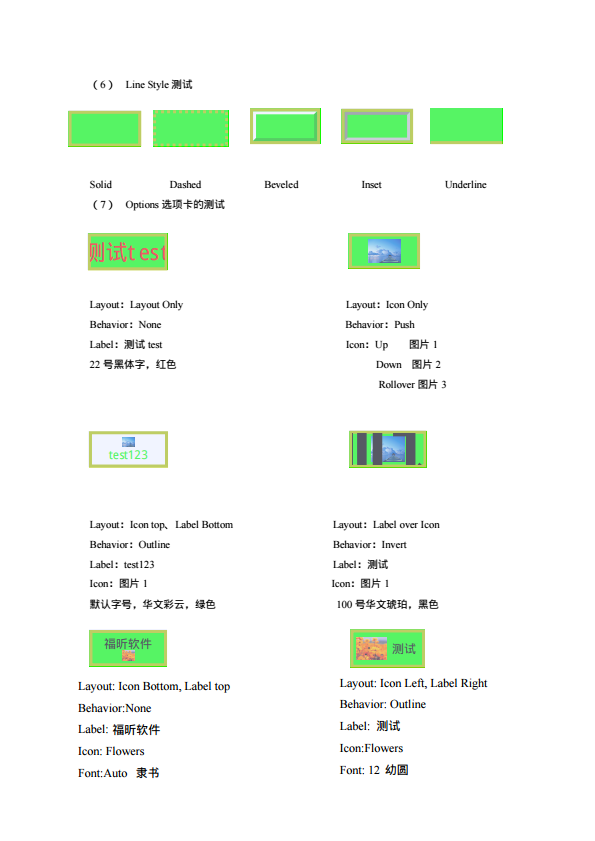 （6） Line Style 测试
Solid Dashed Beveled Inset Underline
（7） Options 选项卡的测试
测试test
Layout：Layout Only
Behavior：None
Label：测试 test
22 号黑体字，红色
Layout：Icon Only
Behavior：Push
Icon：Up 图片 1
Down 图片 2
Rollover 图片 3
test123
Layout：Icon top、Label Bottom
Behavior：Outline
Label：test123
Icon：图片 1
默认字号，华文彩云，绿色
Layout：Label over Icon
Behavior：Invert
Label：测试
Icon：图片 1
100 号华文琥珀，黑色
福昕软件
Layout: Icon Bottom, Label top
Behavior:None
Label: 福昕软件
Icon: Flowers
Font:Auto 隶书
测试
Layout: Icon Left, Label Right
Behavior: Outline
Label: 测试
Icon:Flowers
Font: 12 幼圆